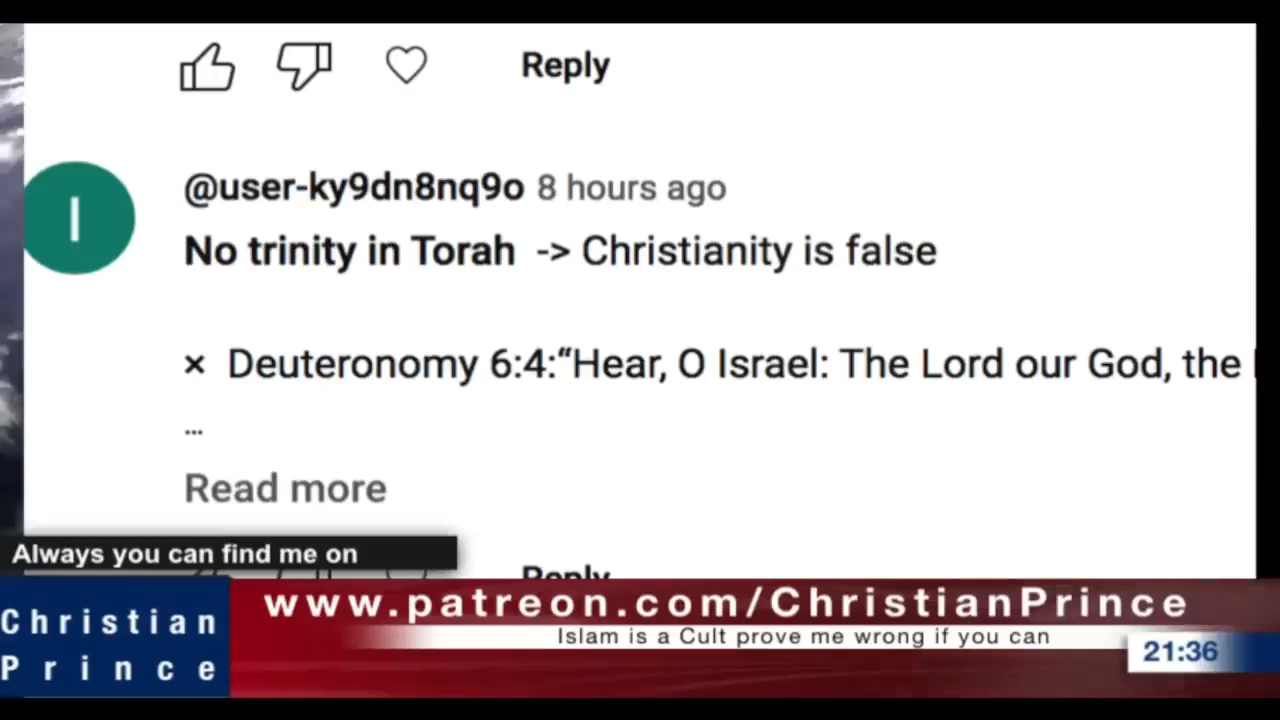 Reply
I
@user-ky9dn8nq9o 8 hours ago
No trinity in Torah -> Christianity is false
× Deuteronomy 6:4:“Hear, O Israel: The Lord our God, the
...
Read more
Reply
Always you can find me on
www.patreon.com/ChristianPrince
Islam is a Cult prove me wrong if you can
Christian
Prince
21:36